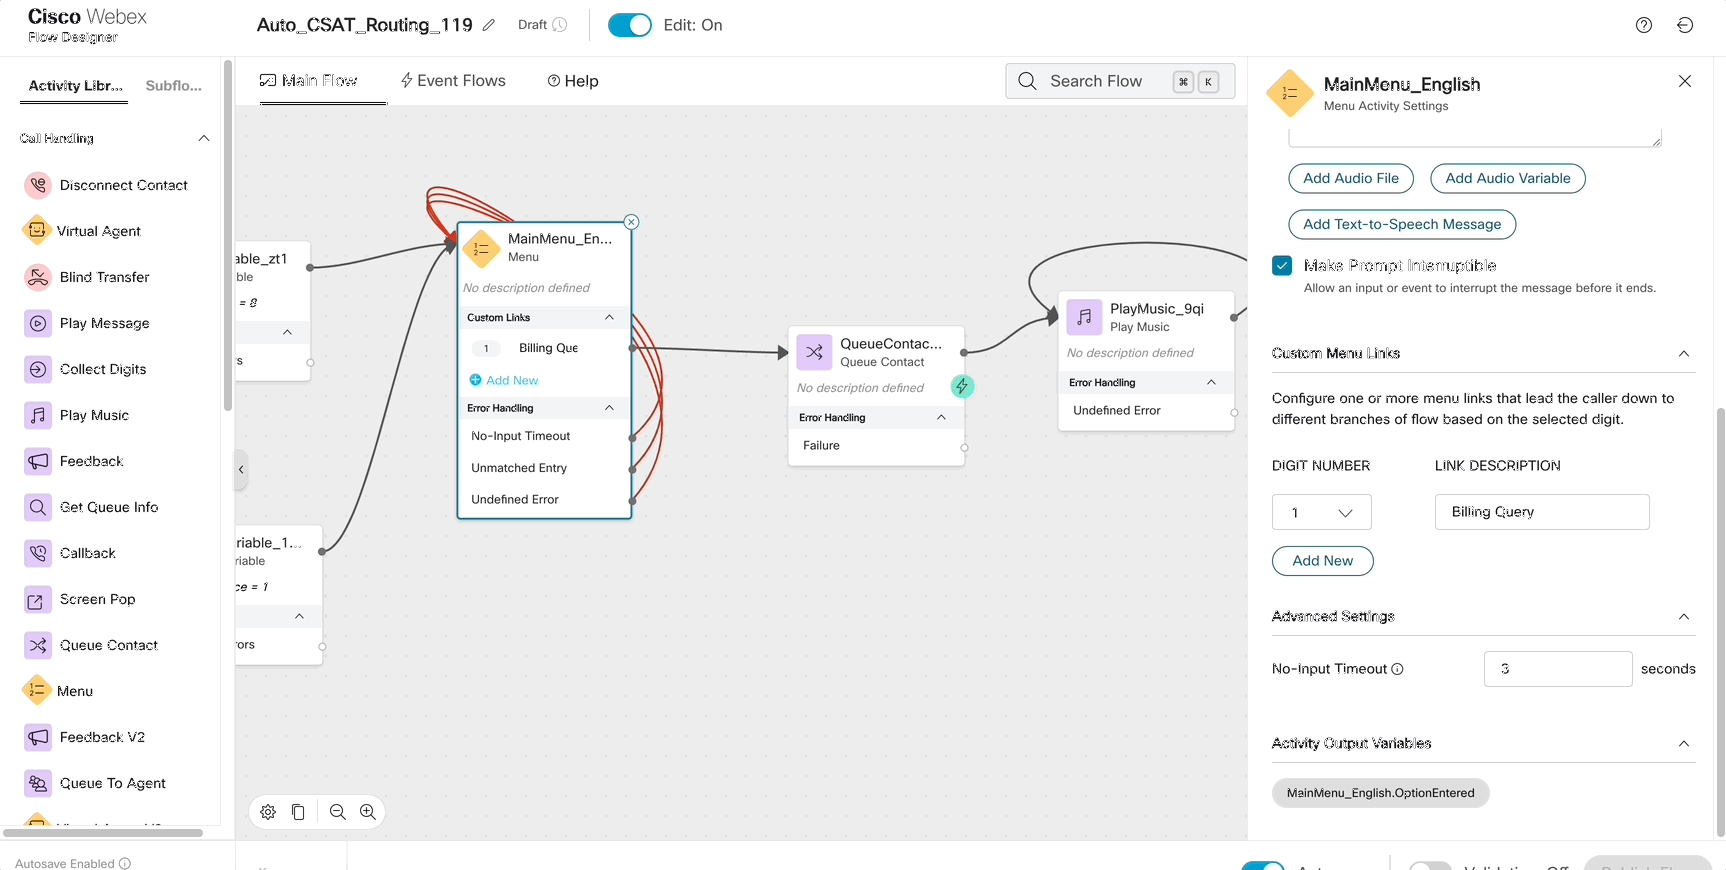 Cisco Webex
Flow Designer
Auto_CSAT_Routing_119
Draft
Edit: On
Activity Libr...
Subflo...
Call Handling
Disconnect Contact
Virtual Agent
Blind Transfer
Play Message
Collect Digits
Play Music
Feedback
Get Queue Info
Callback
Screen Pop
Queue Contact
Menu
Feedback V2
Queue To Agent
Autosave Enabled
Main Flow
Event Flows
Help
Search Flow
⌘ K
able_zt1
ble
= 8
rs
riable_1...
riable
ce = 1
rors
MainMenu_En...
Menu
No description defined
Custom Links
1 Billing Que
Add New
Error Handling
No-Input Timeout
Unmatched Entry
Undefined Error
QueueContac...
Queue Contact
No description defined
Error Handling
Failure
PlayMusic_9qi
Play Music
No description defined
Error Handling
Undefined Error
MainMenu_English
Menu Activity Settings
Add Audio File
Add Audio Variable
Add Text-to-Speech Message
Make Prompt Interruptible
Allow an input or event to interrupt the message before it ends.
Custom Menu Links
Configure one or more menu links that lead the caller down to
different branches of flow based on the selected digit.
DIGIT NUMBER
LINK DESCRIPTION
1
Billing Query
Add New
Advanced Settings
No-Input Timeout
3
seconds
Activity Output Variables
MainMenu_English.OptionEntered